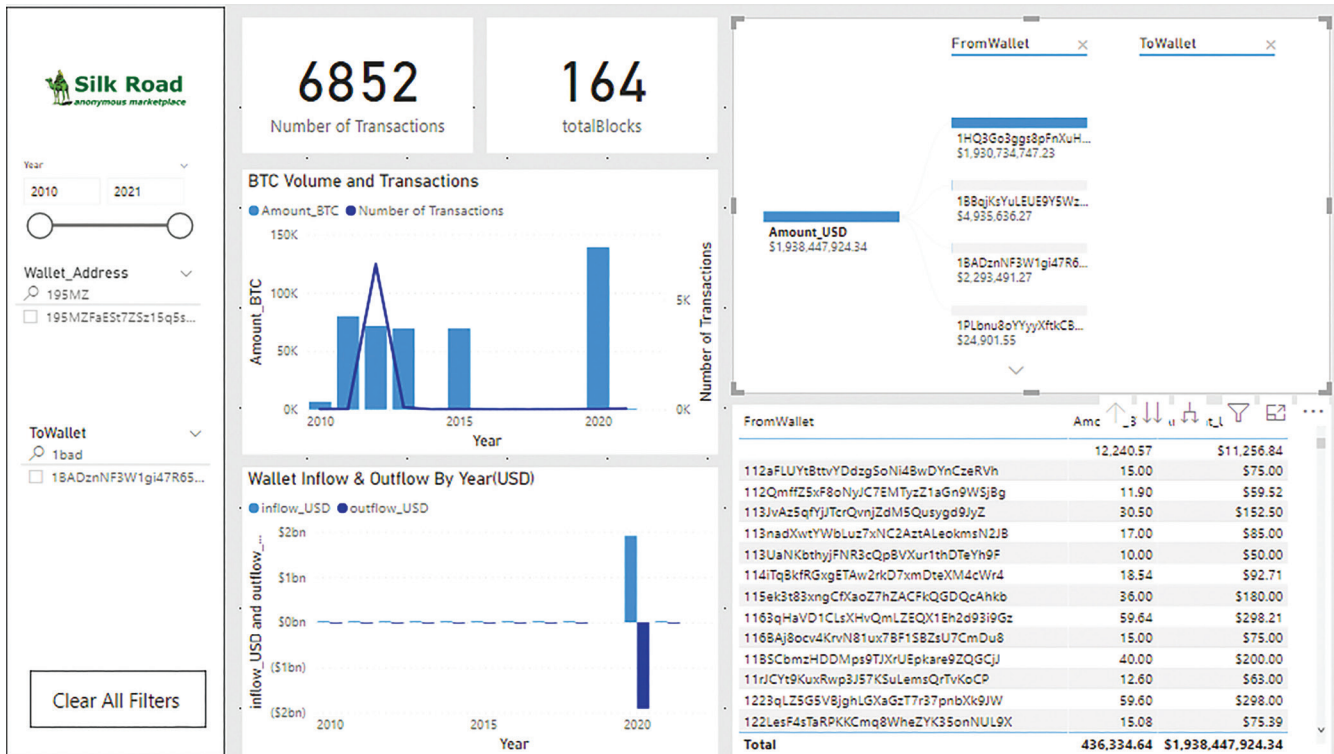 Silk Road
anonymous marketplace
Year
2010 2021
Wallet_Address
195MZ
195MZFaESt7ZSz15q5s...
ToWallet
1bad
1BADznNF3W1gi47R65...
Clear All Filters
6852
Number of Transactions
164
totalBlocks
BTC Volume and Transactions
Amount_BTC Number of Transactions
150K
100K
50K
0K
5K
0K
Amount_BTC
Number of Transactions
2010 2015 2020
Year
Wallet Inflow & Outflow By Year(USD)
inflow_USD outflow_USD
$2bn
$1bn
$0bn
($1bn)
($2bn)
inflow_USD and outflow_...
2010 2015 2020
Year
FromWallet ToWallet
Amount_USD
$1,938,447,924.34
1HQ3Go3ggs8pFnXuH...
$1,930,734,747.23
1BBqjKsYuLEUE9Y5Wz...
$4,935,636.27
1BADznNF3W1gi47R6...
$2,293,491.27
1PLbnu8oYYyyXftkCB...
$24,901.55
FromWallet
12,240.57 $11,256.84
112aFLUYtBttvYDdzgSoNi4BwDYnCzeRVh 15.00 $75.00
112QmffZ5xF8oNyJC7EMTyzZ1aGn9WSjBg 11.90 $59.52
113JvAz5qfYjJTcrQvnjZdM5Qusygd9JyZ 30.50 $152.50
113nadXwtYWbLuz7xNC2AztALeokmsN2JB 17.00 $85.00
113UaNKbthyjFNR3cQpBVXur1thDTeYh9F 10.00 $50.00
114iTqBkfRGxgETAw2rkD7xmDteXM4cWr4 18.54 $92.71
115ek3t83xngCfXaoZ7hZACFkQGDQcAhkb 36.00 $180.00
1163qHaVD1CLsXHvQmLZEQX1Eh2d93i9Gz 59.64 $298.21
116BAj8ocv4KrvN81ux7BF1SBZsU7CmDu8 15.00 $75.00
11BSCbmzHDDMps9TJXrUEpkare9ZQGCjJ 40.00 $200.00
11rJCYt9KuxRwp3J57KSuLemsQrTvKoCP 12.60 $63.00
1223qLZ5G5V8jghLGXaGzT7r37pnbXk9JW 59.60 $298.00
122LesF4sTaRPKKCmq8WheZYK35onNUL9X 15.08 $75.39
Total 436,334.64 $1,938,447,924.34